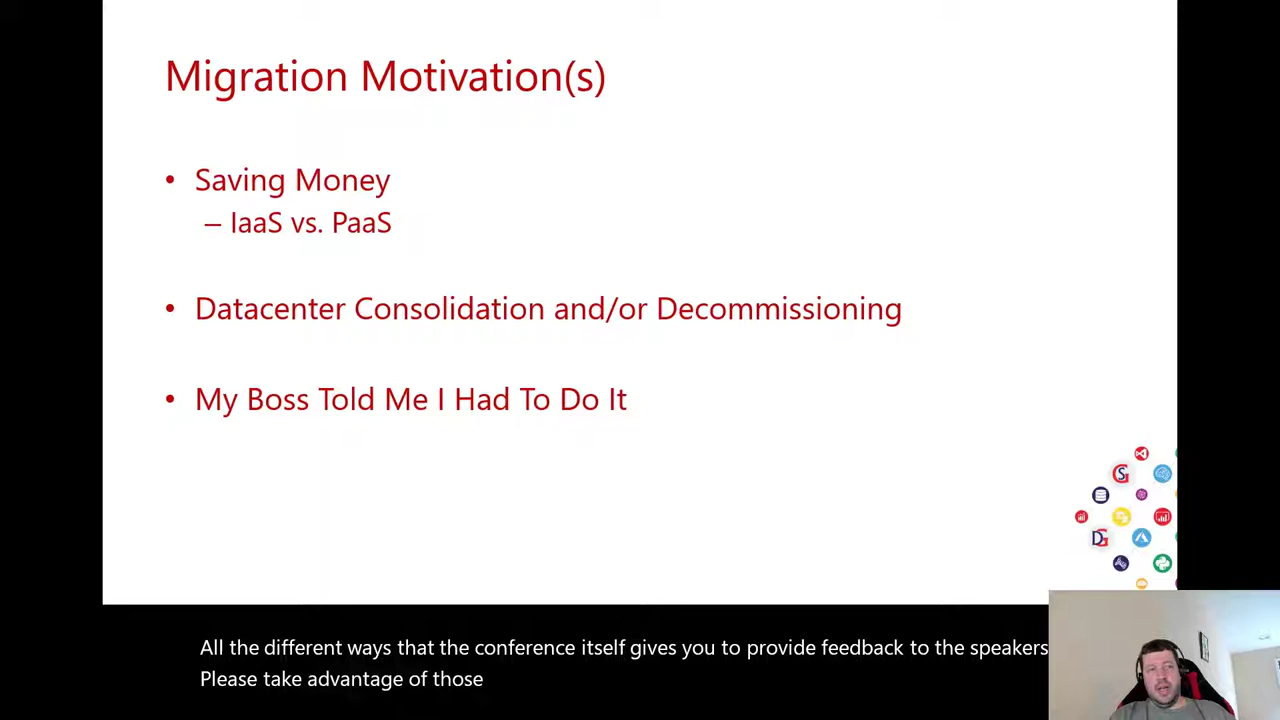 Migration Motivation(s)
• Saving Money
– IaaS vs. PaaS
• Datacenter Consolidation and/or Decommissioning
• My Boss Told Me I Had To Do It
GS
DG
All the different ways that the conference itself gives you to provide feedback to the speakers
Please take advantage of those